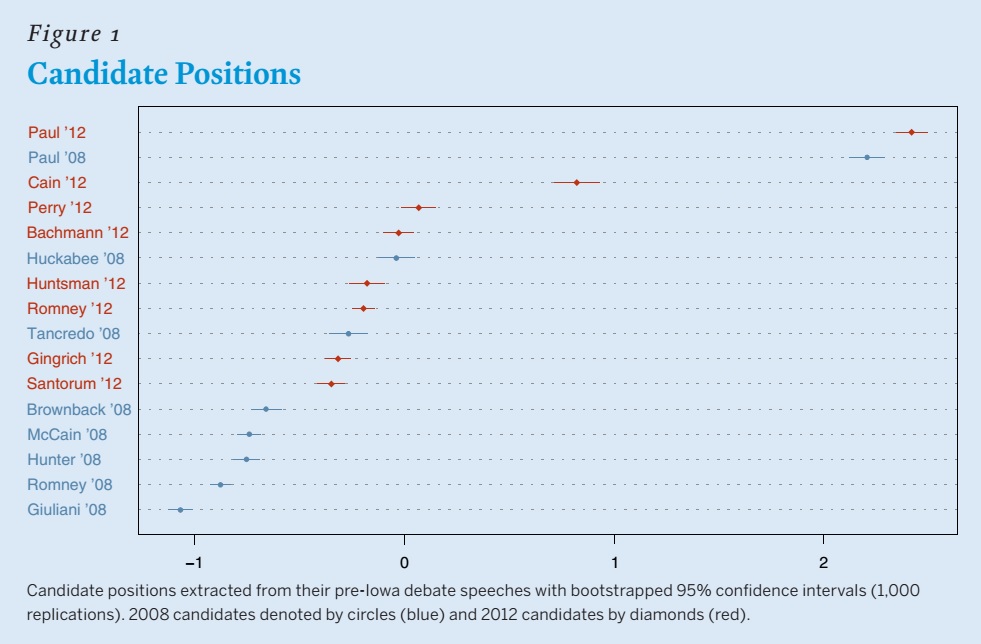 Figure 1
Candidate Positions
Paul ’12
Paul ’08
Cain ’12
Perry ’12
Bachmann ’12
Huckabee ’08
Huntsman ’12
Romney ’12
Tancredo ’08
Gingrich ’12
Santorum ’12
Brownback ’08
McCain ’08
Hunter ’08
Romney ’08
Giuliani ’08
–1 0 1 2
Candidate positions extracted from their pre-Iowa debate speeches with bootstrapped 95% confidence intervals (1,000
replications). 2008 candidates denoted by circles (blue) and 2012 candidates by diamonds (red).